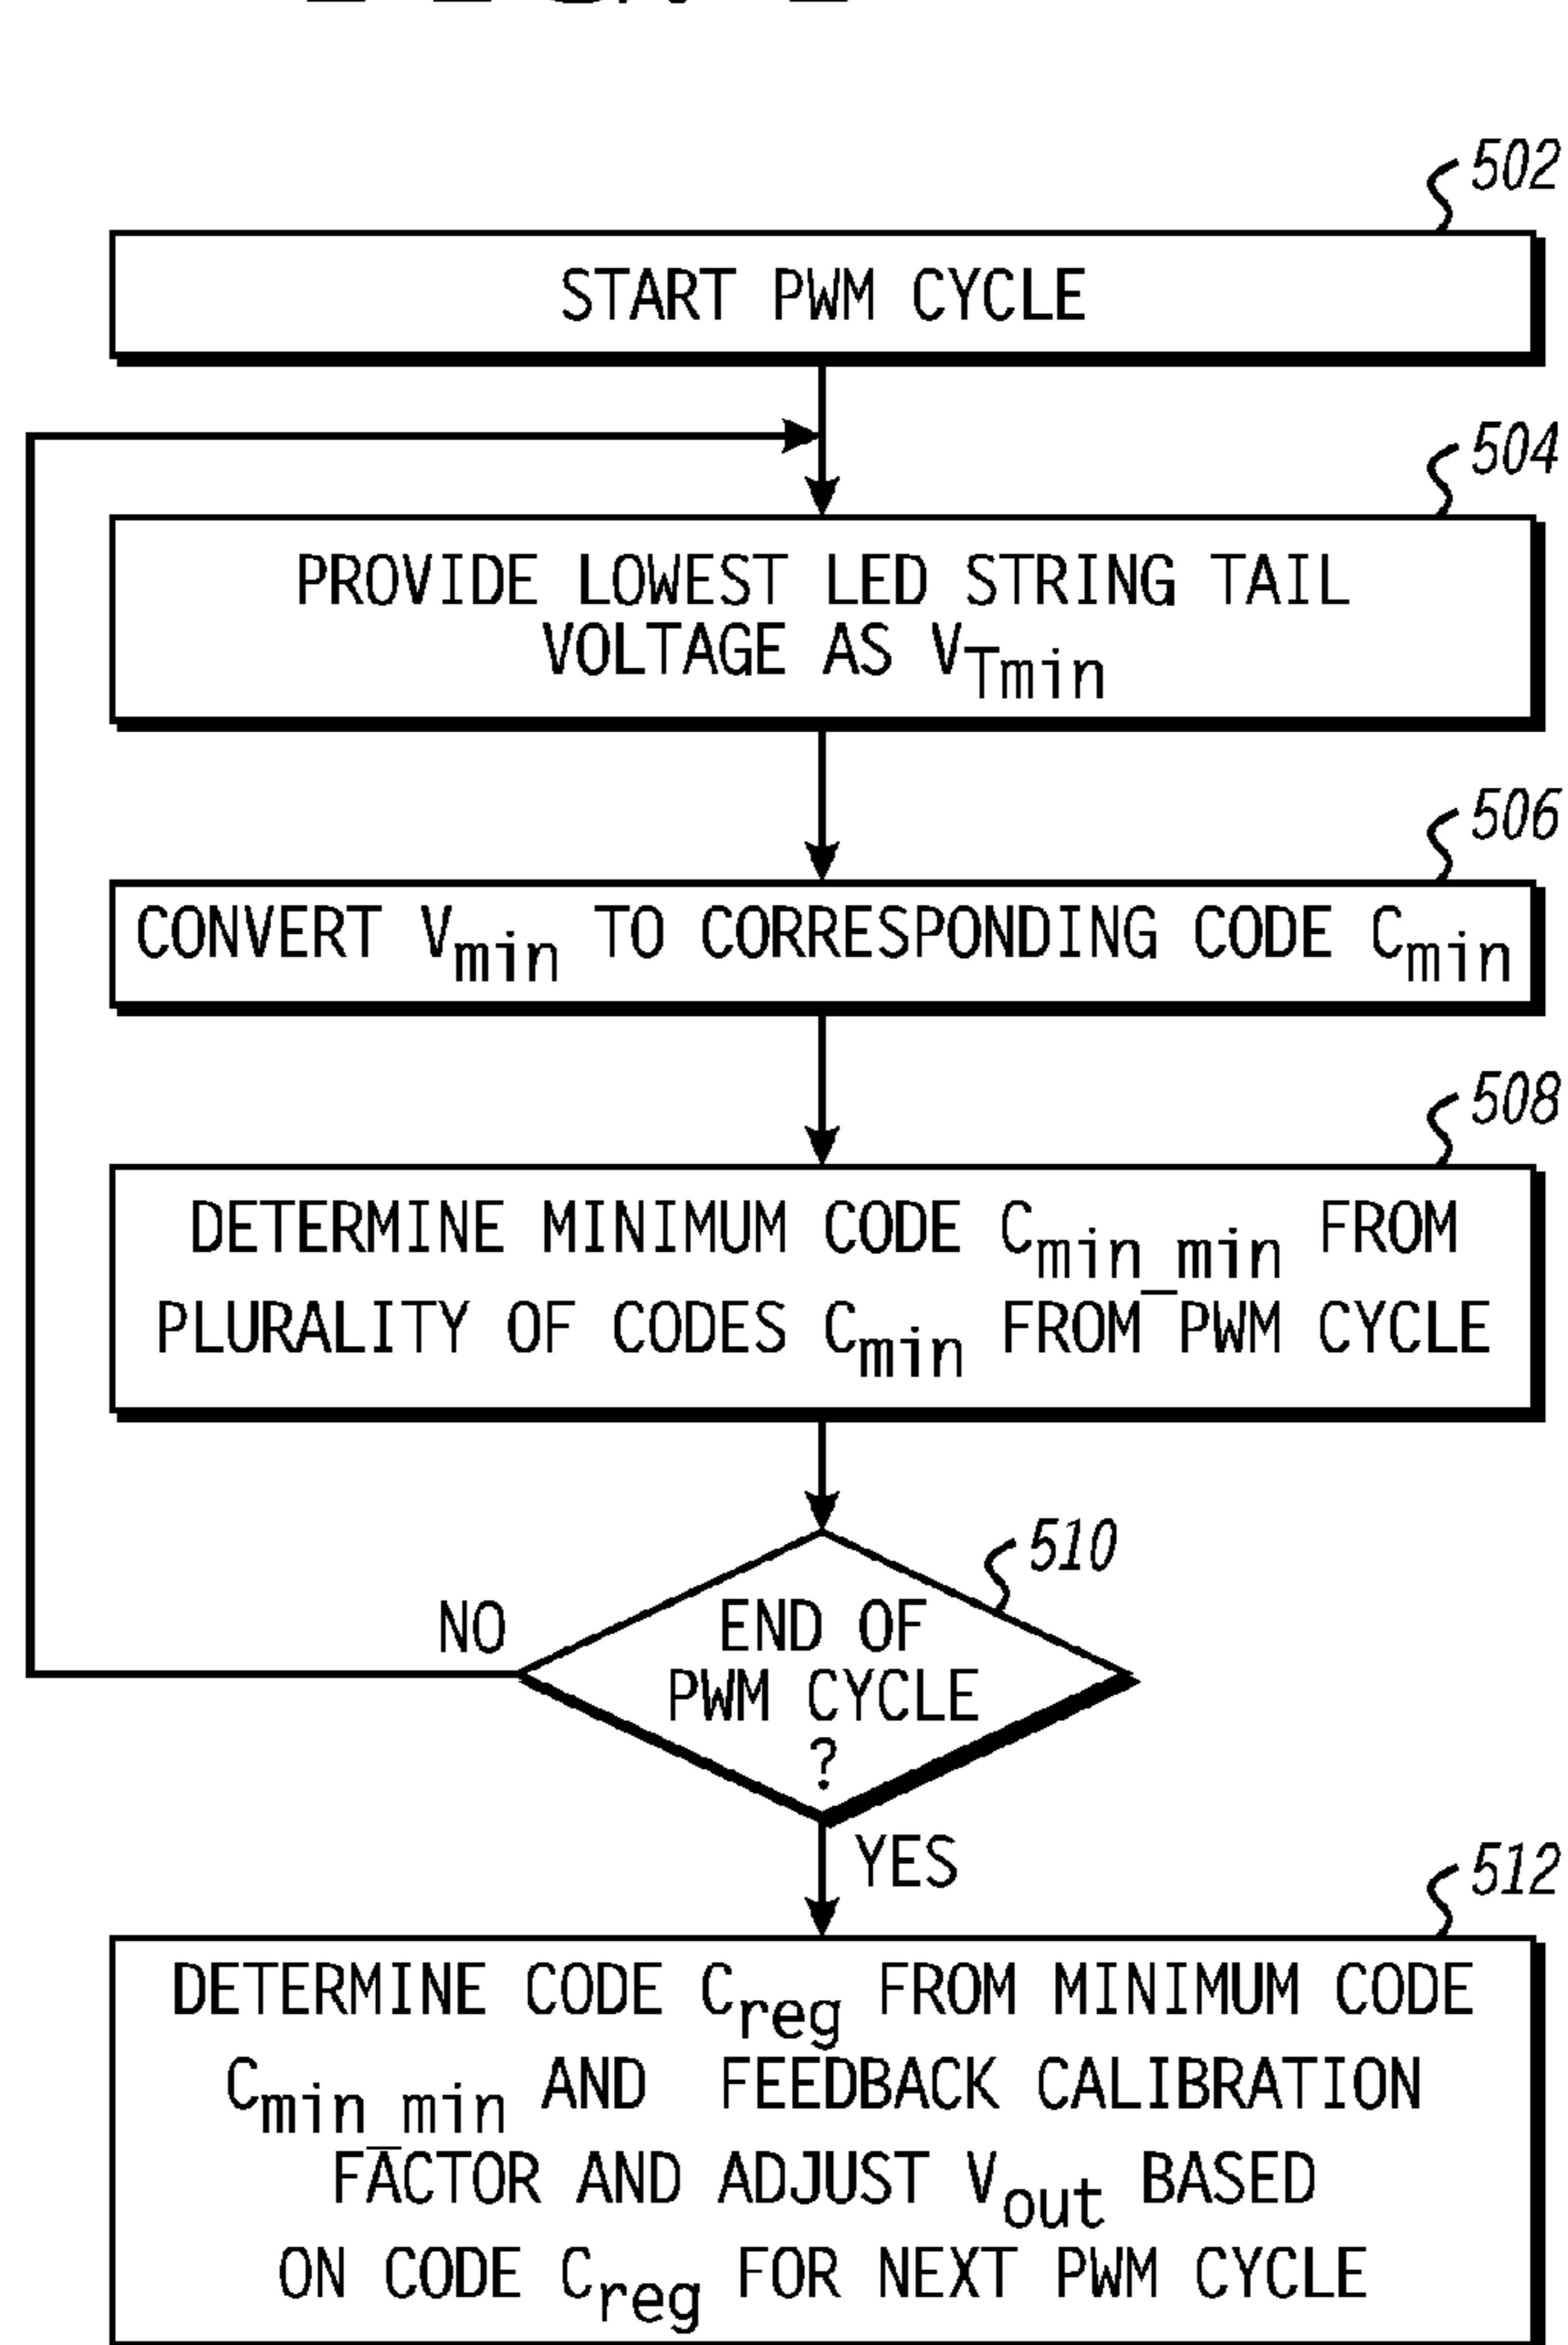 502
START PWM CYCLE
504
PROVIDE LOWEST LED STRING TAIL
VOLTAGE AS VTmin
506
CONVERT Vmin TO CORRESPONDING CODE Cmin
508
DETERMINE MINIMUM CODE Cmin_min FROM
PLURALITY OF CODES Cmin FROM PWM CYCLE
510
NO
END OF
PWM CYCLE
?
YES
512
DETERMINE CODE Creg FROM MINIMUM CODE
Cmin_min AND FEEDBACK CALIBRATION
FACTOR AND ADJUST Vout BASED
ON CODE Creg FOR NEXT PWM CYCLE